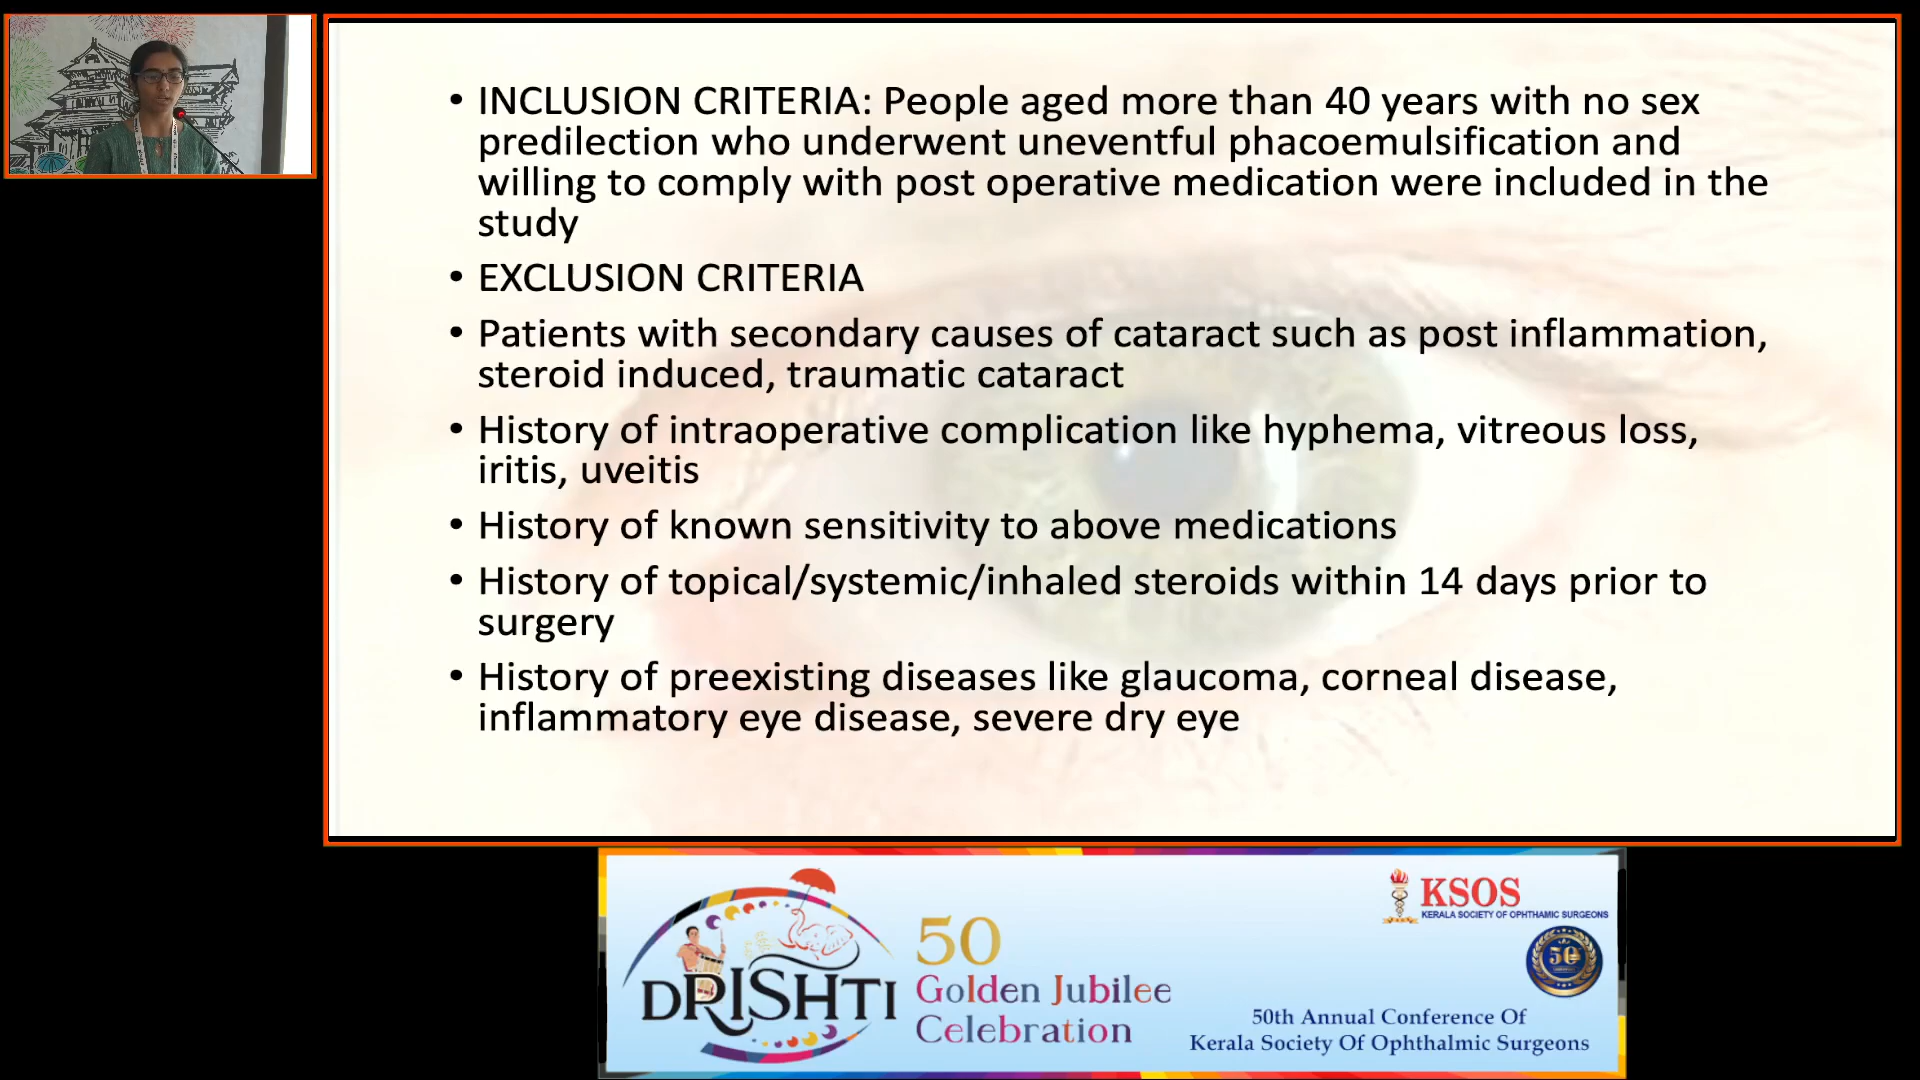 • INCLUSION CRITERIA: People aged more than 40 years with no sex
predilection who underwent uneventful phacoemulsification and
willing to comply with post operative medication were included in the
study
• EXCLUSION CRITERIA
• Patients with secondary causes of cataract such as post inflammation,
steroid induced, traumatic cataract
• History of intraoperative complication like hyphema, vitreous loss,
iritis, uveitis
• History of known sensitivity to above medications
• History of topical/systemic/inhaled steroids within 14 days prior to
surgery
• History of preexisting diseases like glaucoma, corneal disease,
inflammatory eye disease, severe dry eye
DRISHTI
50
Golden Jubilee
Celebration
KSOS
KERALA SOCIETY OF OPHTHAMIC SURGEONS
50
50th Annual Conference Of
Kerala Society Of Ophthalmic Surgeons